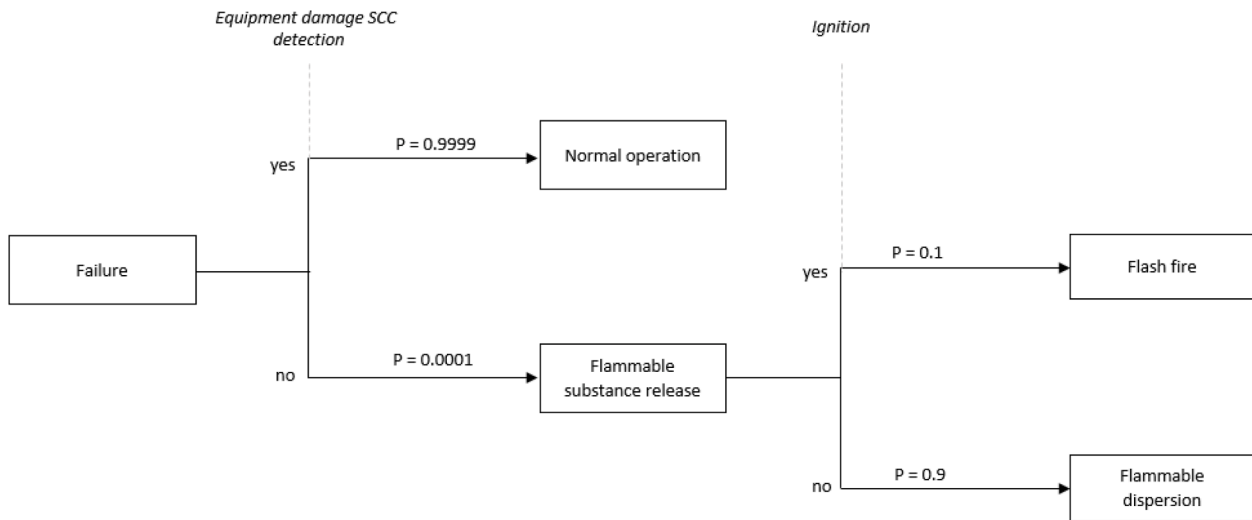 Equipment damage SCC
detection
Ignition
P = 0.9999
Normal operation
yes
Failure
P = 0.1
Flash fire
yes
P = 0.0001
Flammable
substance release
no
P = 0.9
Flammable
dispersion
no